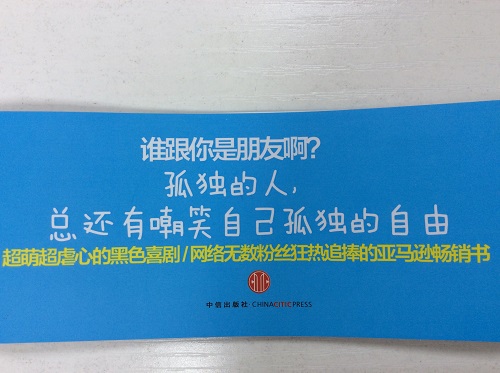 谁跟你是朋友啊?
孤独的人,
总还有嘲笑自己孤独的自由
超萌超虐心的黑色喜剧/网络无数粉丝狂热追捧的亚马逊畅销书
中信出版社·CHINACITICPRESS